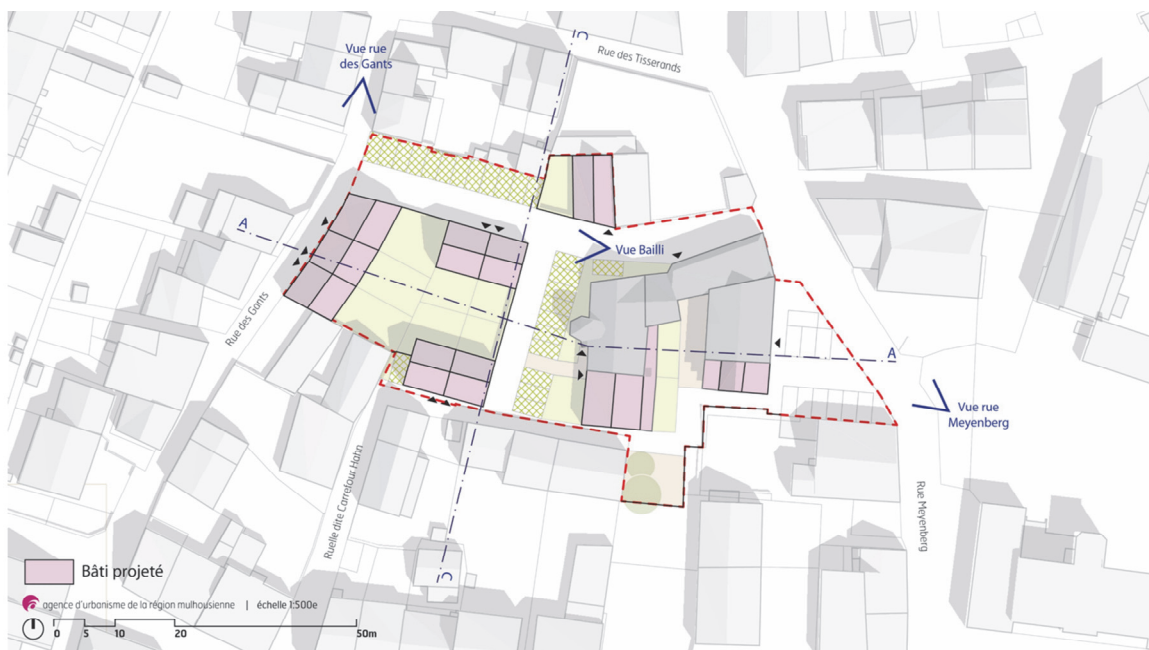 C
Rue des Tisserands
Vue rue
des Gants
A
Vue Bailli
Rue des Gants
A
Vue rue
Meyenberg
Ruelle dite Carrefour Hahn
Rue Meyenberg
C
Bâti projeté
agence d'urbanisme de la région mulhousienne | échelle 1:500e
0 5 10 20 50m